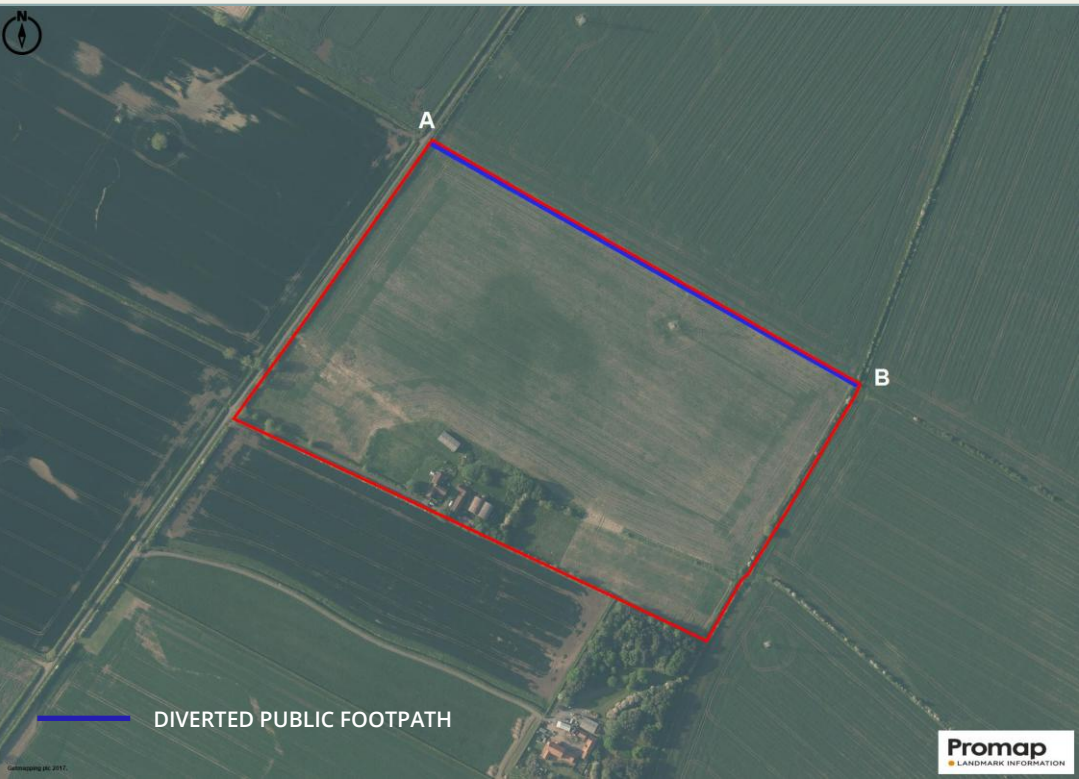 N
A
B
DIVERTED PUBLIC FOOTPATH
Promap
LANDMARK INFORMATION